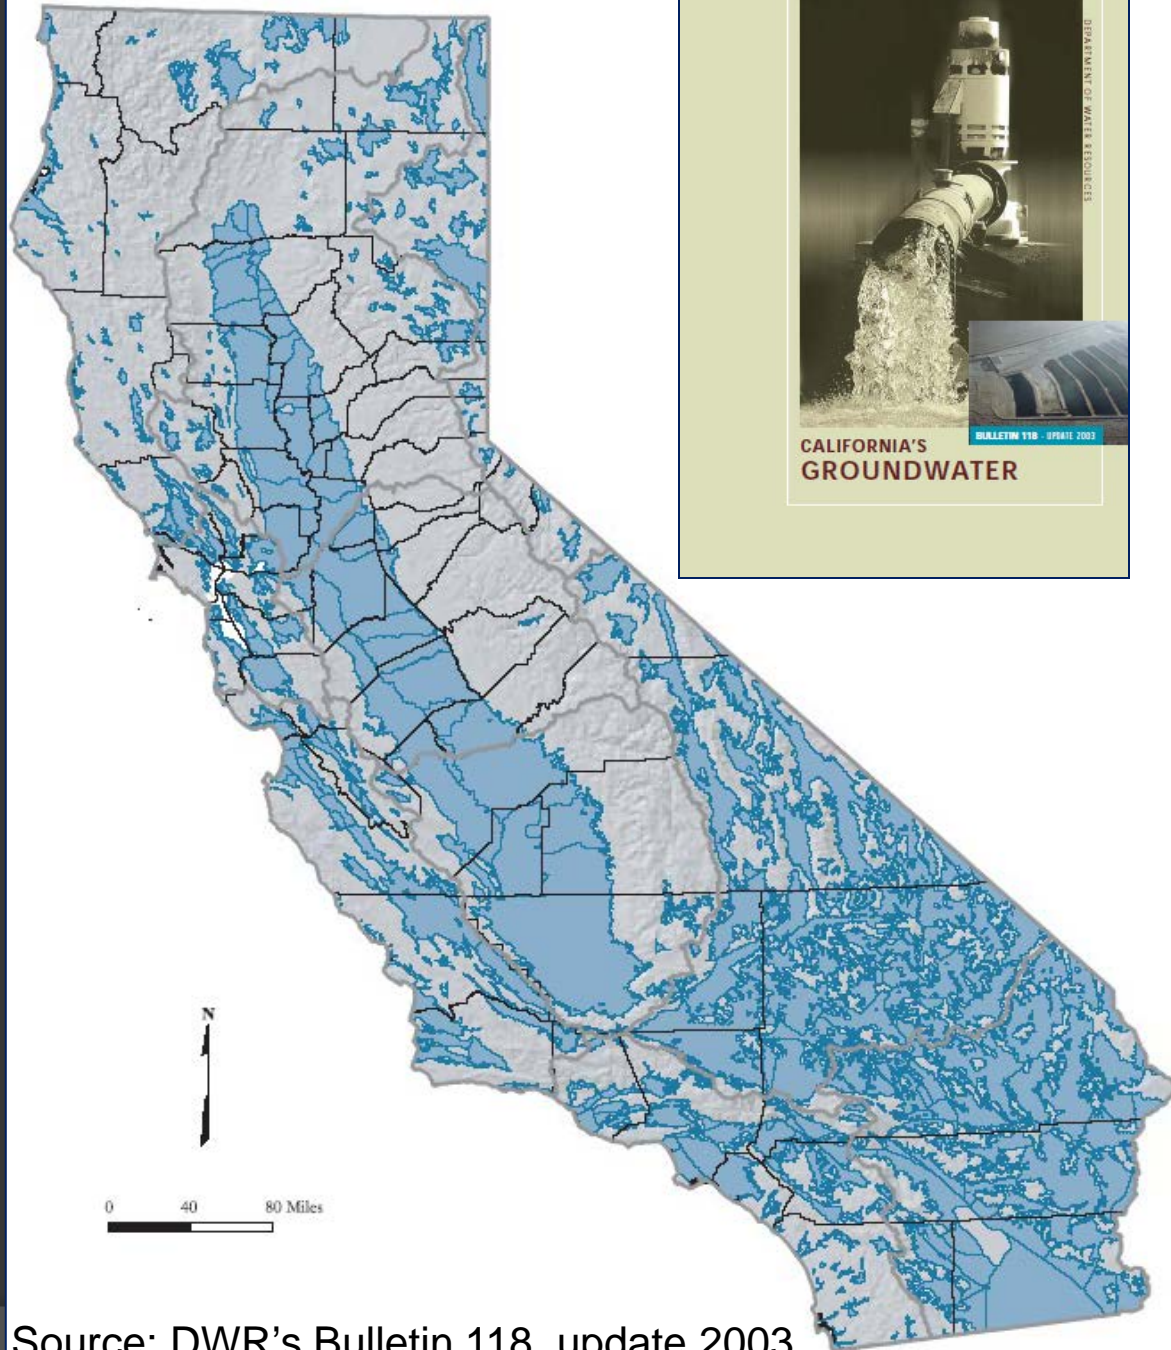 DEPARTMENT OF WATER RESOURCES
BULLETIN 118 - UPDATE 2003
CALIFORNIA'S
GROUNDWATER
N
0 40 80 Miles
Source: DWR's Bulletin 118, update 2003